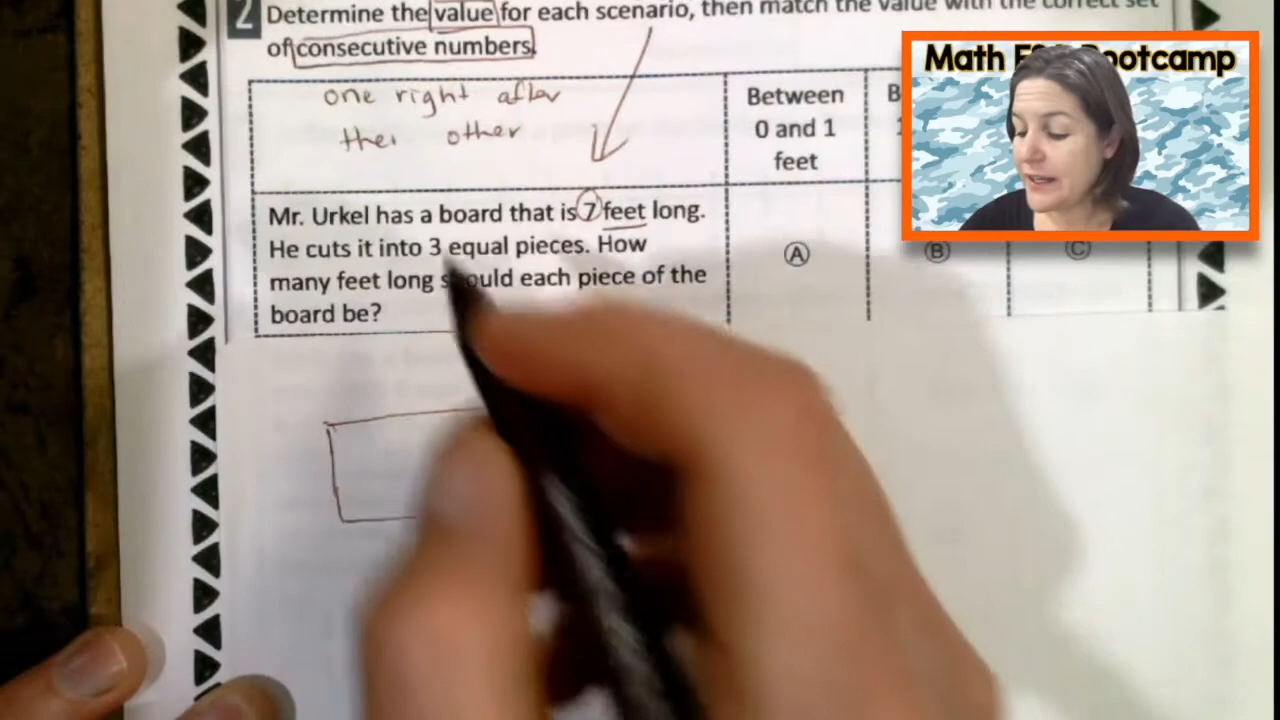 2 Determine the value for each scenario, then match the value with the correct set
of consecutive numbers.
one right after
the other
Between
0 and 1
feet
B
Math
ootcamp
Mr. Urkel has a board that is 7 feet long.
He cuts it into 3 equal pieces. How
many feet long should each piece of the
board be?
A
B
C